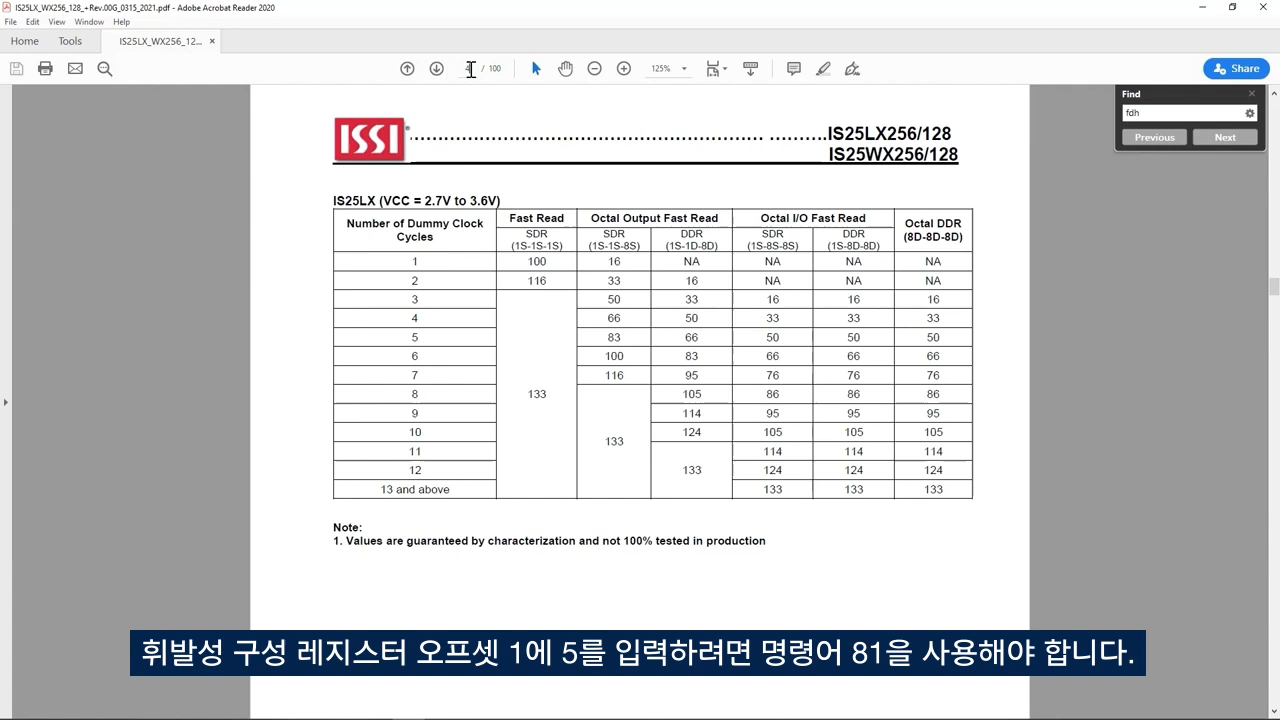 IS25LX_WX256_128_+Rev.00G_0315_2021.pdf - Adobe Acrobat Reader 2020
File Edit View Window Help
Home Tools IS25LX_WX256_12... ×
/ 100 125% Share
Find
fdh
Previous Next
ISSI® IS25LX256/128
IS25WX256/128
IS25LX (VCC = 2.7V to 3.6V)
Number of Dummy Clock Cycles Fast Read Octal Output Fast Read Octal I/O Fast Read Octal DDR (8D-8D-8D)
SDR (1S-1S-1S) SDR (1S-1S-8S) DDR (1S-1D-8D) SDR (1S-8S-8S) DDR (1S-8D-8D)
1 100 16 NA NA NA NA
2 116 33 16 NA NA NA
3 50 33 16 16 16
4 66 50 33 33 33
5 83 66 50 50 50
6 100 83 66 66 66
7 116 95 76 76 76
8 133 105 86 86 86
9 114 95 95 95
10 124 105 105 105
133
11 114 114 114
12 133 124 124 124
13 and above 133 133 133
Note:
1. Values are guaranteed by characterization and not 100% tested in production
휘발성 구성 레지스터 오프셋 1에 5를 입력하려면 명령어 81을 사용해야 합니다.